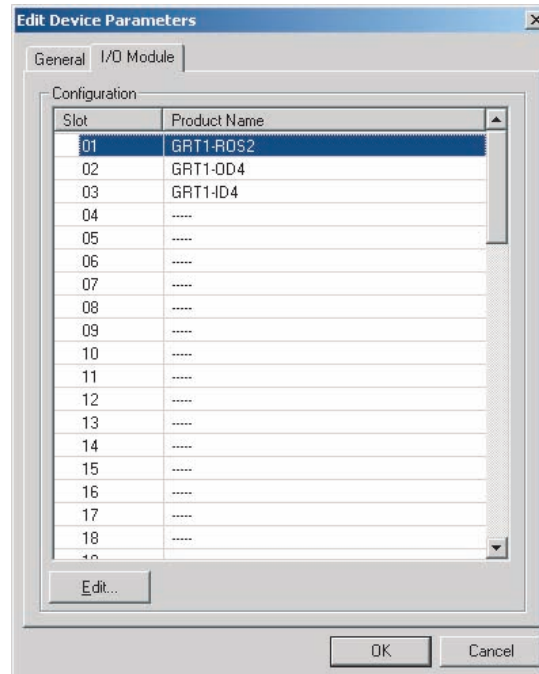 Edit Device Parameters
General I/O Module
Configuration
Slot Product Name
01 GRT1-ROS2
02 GRT1-OD4
03 GRT1-ID4
04 -----
05 -----
06 -----
07 -----
08 -----
09 -----
10 -----
11 -----
12 -----
13 -----
14 -----
15 -----
16 -----
17 -----
18 -----
Edit...
OK Cancel